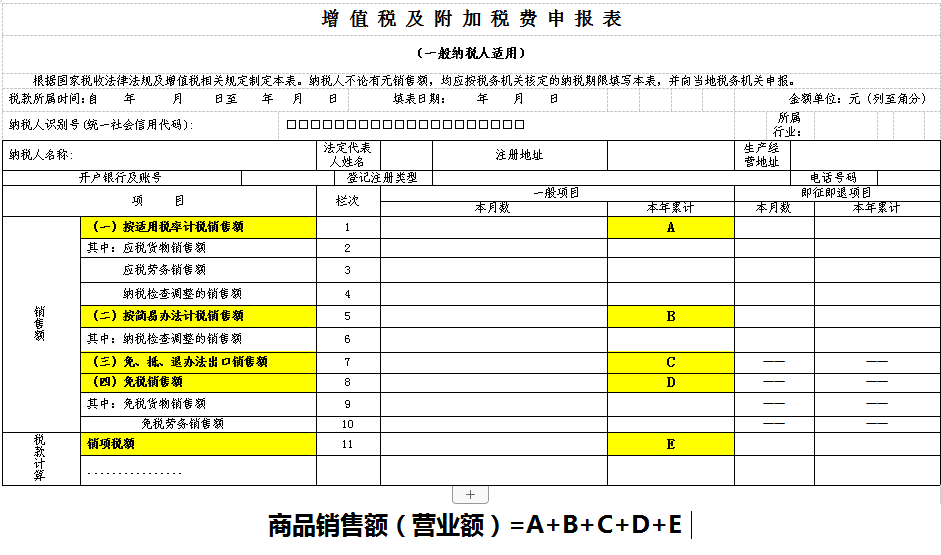 增值税及附加税费申报表
（一般纳税人适用）
根据国家税收法律法规及增值税相关规定制定本表。纳税人不论有无销售额，均应按税务机关核定的纳税期限填写本表，并向当地税务机关申报。
税款所属时间：自 年 月 日至 年 月 日 填表日期： 年 月 日 金额单位：元（列至角分）
纳税人识别号(统一社会信用代码)： □□□□□□□□□□□□□□□□□□□□ 所属行业：
纳税人名称： 法定代表人姓名 注册地址 生产经营地址
开户银行及账号 登记注册类型 电话号码
项 目 栏次 一般项目 即征即退项目
本月数 本年累计 本月数 本年累计
销售额
（一）按适用税率计税销售额 1 A
其中：应税货物销售额 2
应税劳务销售额 3
纳税检查调整的销售额 4
（二）按简易办法计税销售额 5 B
其中：纳税检查调整的销售额 6
（三）免、抵、退办法出口销售额 7 C —— ——
（四）免税销售额 8 D —— ——
其中：免税货物销售额 9 —— ——
免税劳务销售额 10 —— ——
税款计算
销项税额 11 E
...............
+
商品销售额（营业额）=A+B+C+D+E